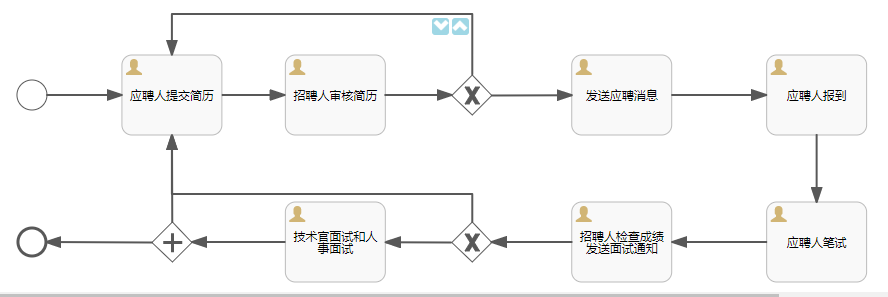 应聘人提交简历
招聘人审核简历
发送应聘消息
应聘人报到
技术官面试和人
事面试
招聘人检查成绩
发送面试通知
应聘人笔试